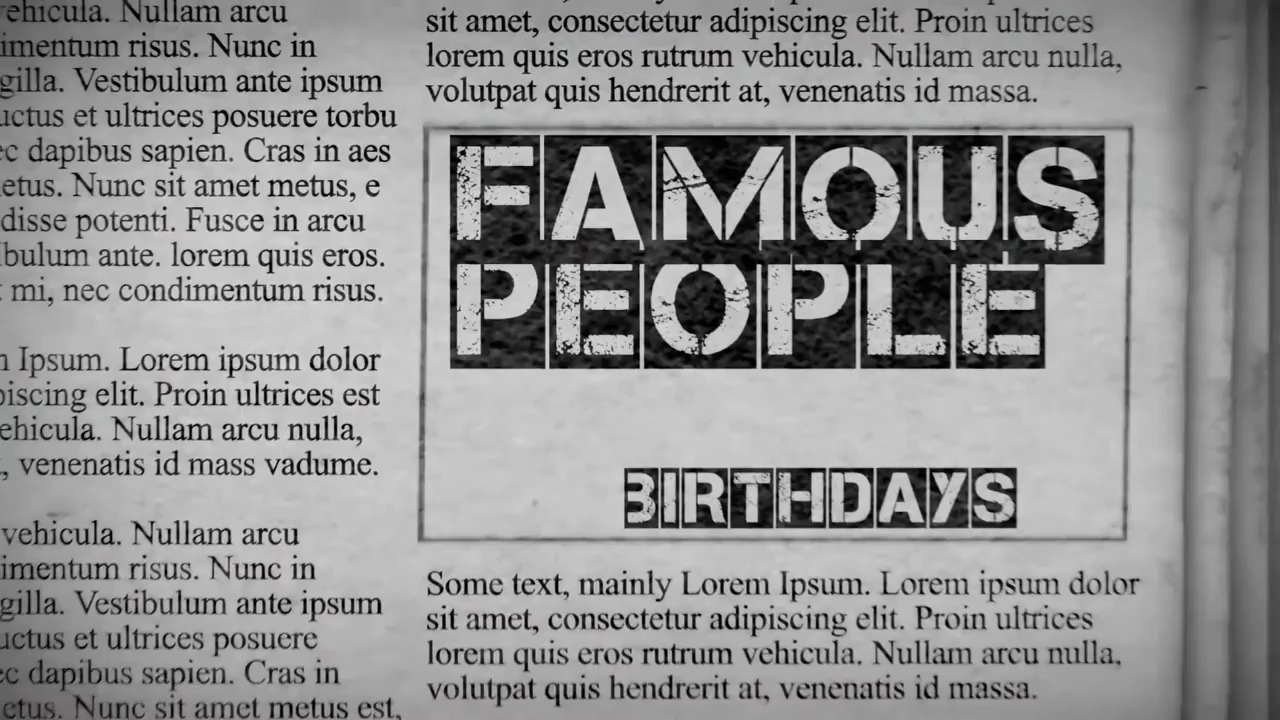 vehicula. Nullam arcu
imentum risus. Nunc in
gilla. Vestibulum ante ipsum
uctus et ultrices posuere torbu
ec dapibus sapien. Cras in aes
etus. Nunc sit amet metus, e
disse potenti. Fusce in arcu
ibulum ante. lorem quis eros.
t mi, nec condimentum risus.
n Ipsum. Lorem ipsum dolor
piscing elit. Proin ultrices est
ehicula. Nullam arcu nulla,
, venenatis id mass vadume.
vehicula. Nullam arcu
imentum risus. Nunc in
gilla. Vestibulum ante ipsum
uctus et ultrices posuere
ec dapibus sapien. Cras in
etus. Nunc sit amet metus est,
sit amet, consectetur adipiscing elit. Proin ultrices
lorem quis eros rutrum vehicula. Nullam arcu nulla,
volutpat quis hendrerit at, venenatis id massa.
FAMOUS
PEOPLE
BIRTHDAYS
Some text, mainly Lorem Ipsum. Lorem ipsum dolor
sit amet, consectetur adipiscing elit. Proin ultrices
lorem quis eros rutrum vehicula. Nullam arcu nulla,
volutpat quis hendrerit at, venenatis id massa.